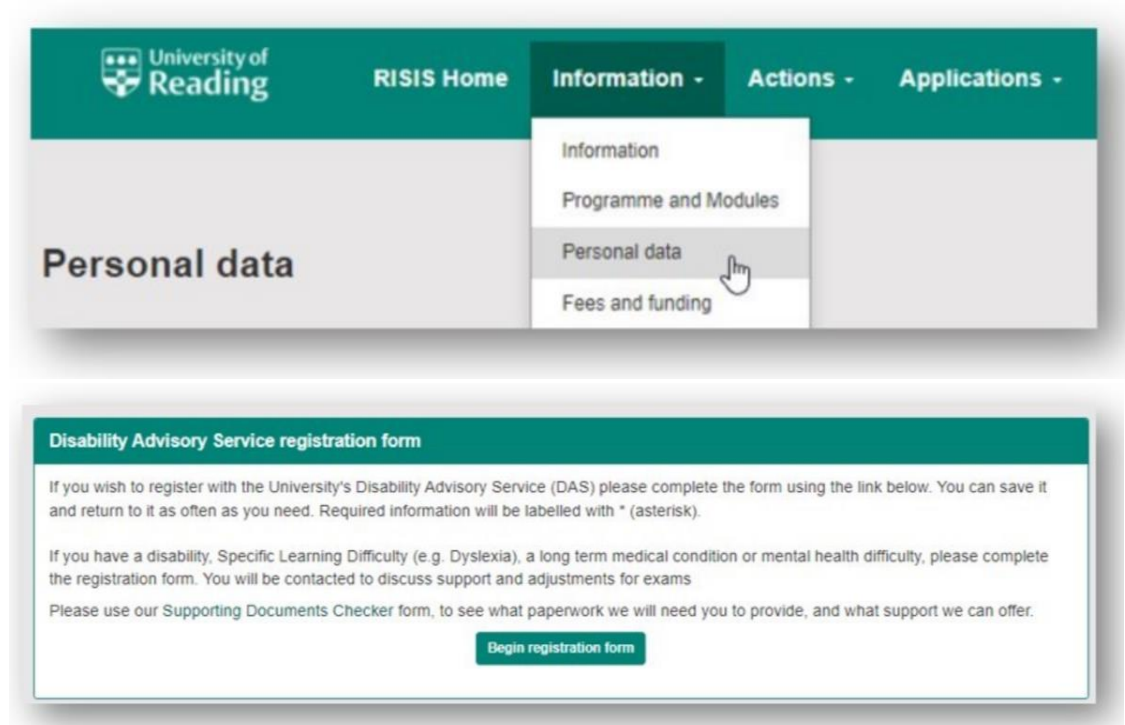 University of
Reading
RISIS Home
Information -
Actions -
Applications -
Information
Programme and Modules
Personal data
Personal data
Fees and funding
Disability Advisory Service registration form
If you wish to register with the University's Disability Advisory Service (DAS) please complete the form using the link below. You can save it
and return to it as often as you need. Required information will be labelled with * (asterisk).
If you have a disability, Specific Learning Difficulty (e.g. Dyslexia), a long term medical condition or mental health difficulty, please complete
the registration form. You will be contacted to discuss support and adjustments for exams
Please use our Supporting Documents Checker form, to see what paperwork we will need you to provide, and what support we can offer.
Begin registration form